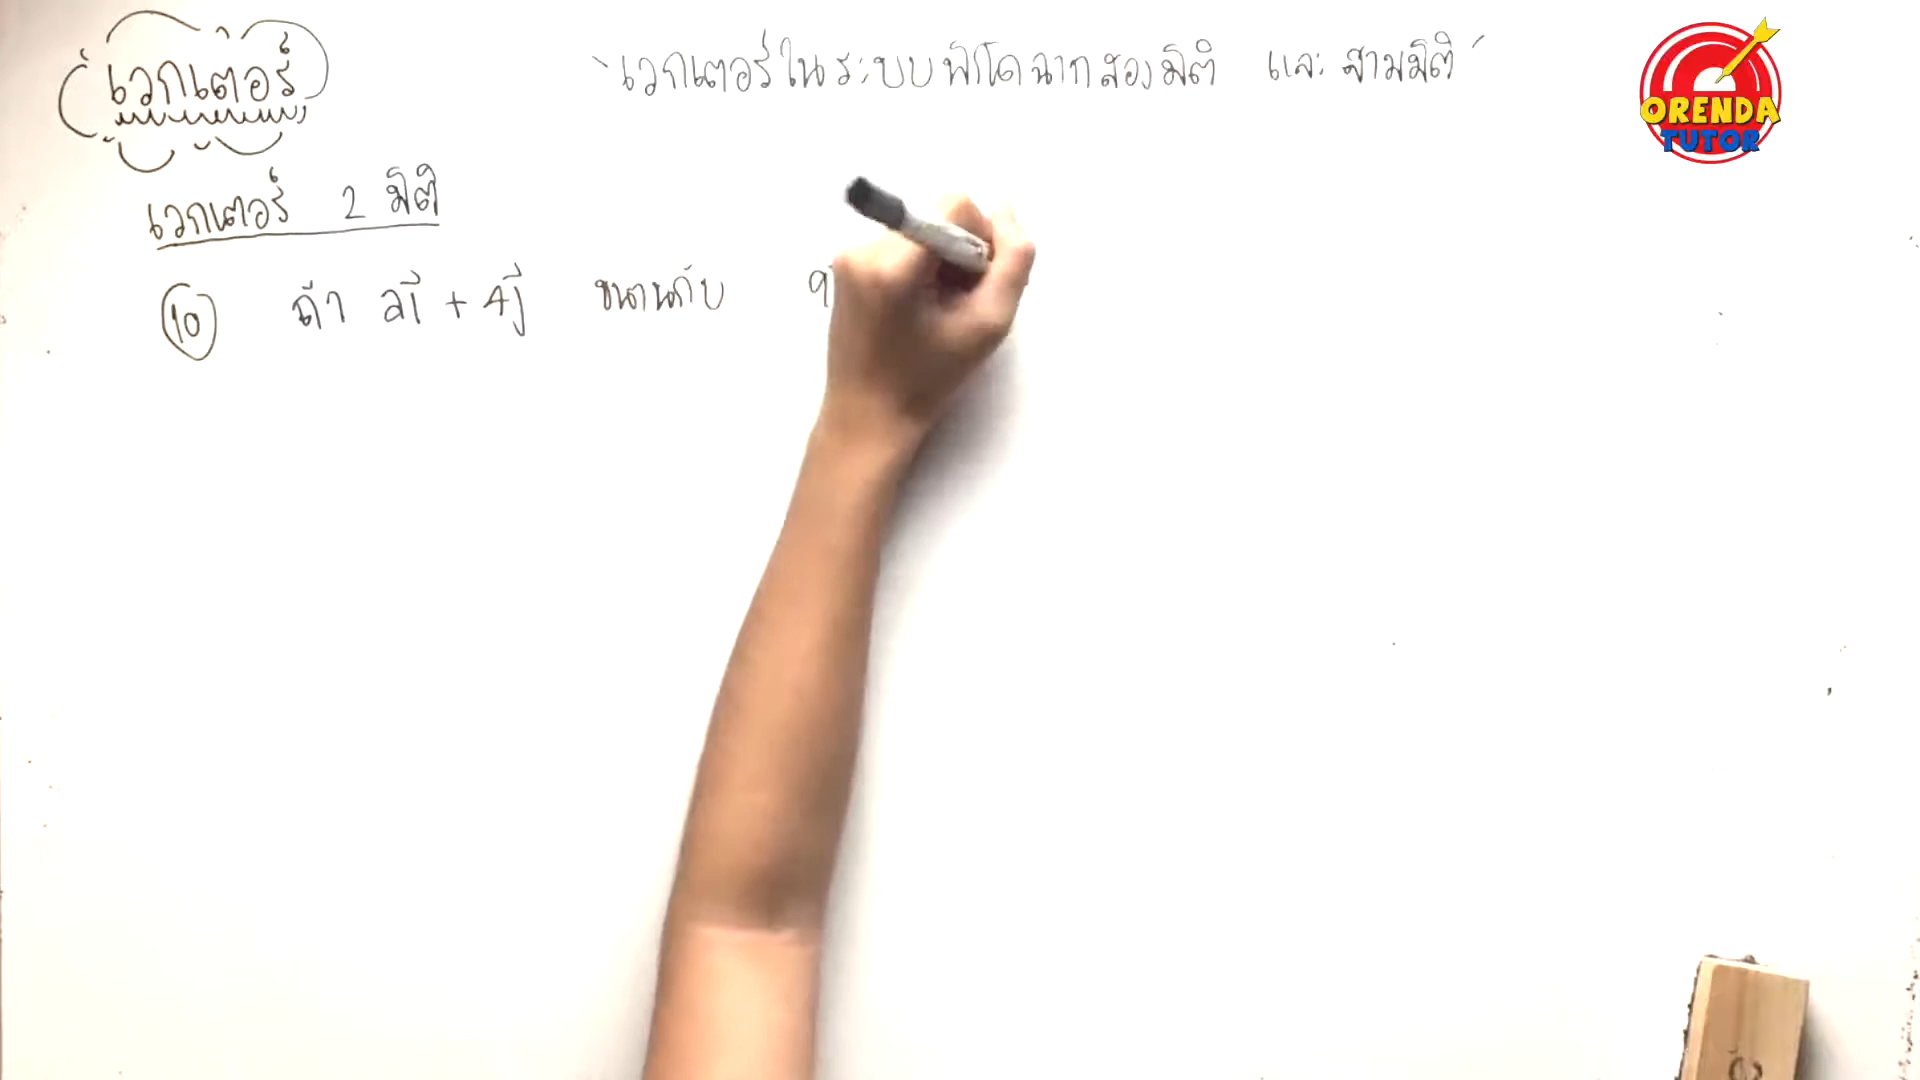 เวกเตอร์
`เวกเตอร์ในระบบพิกัดฉากสองมิติ และ สามมิติ´
ORENDA
TUTOR
เวกเตอร์ 2 มิติ
10 ถ้า aī + 4j̄ ขนานกับ